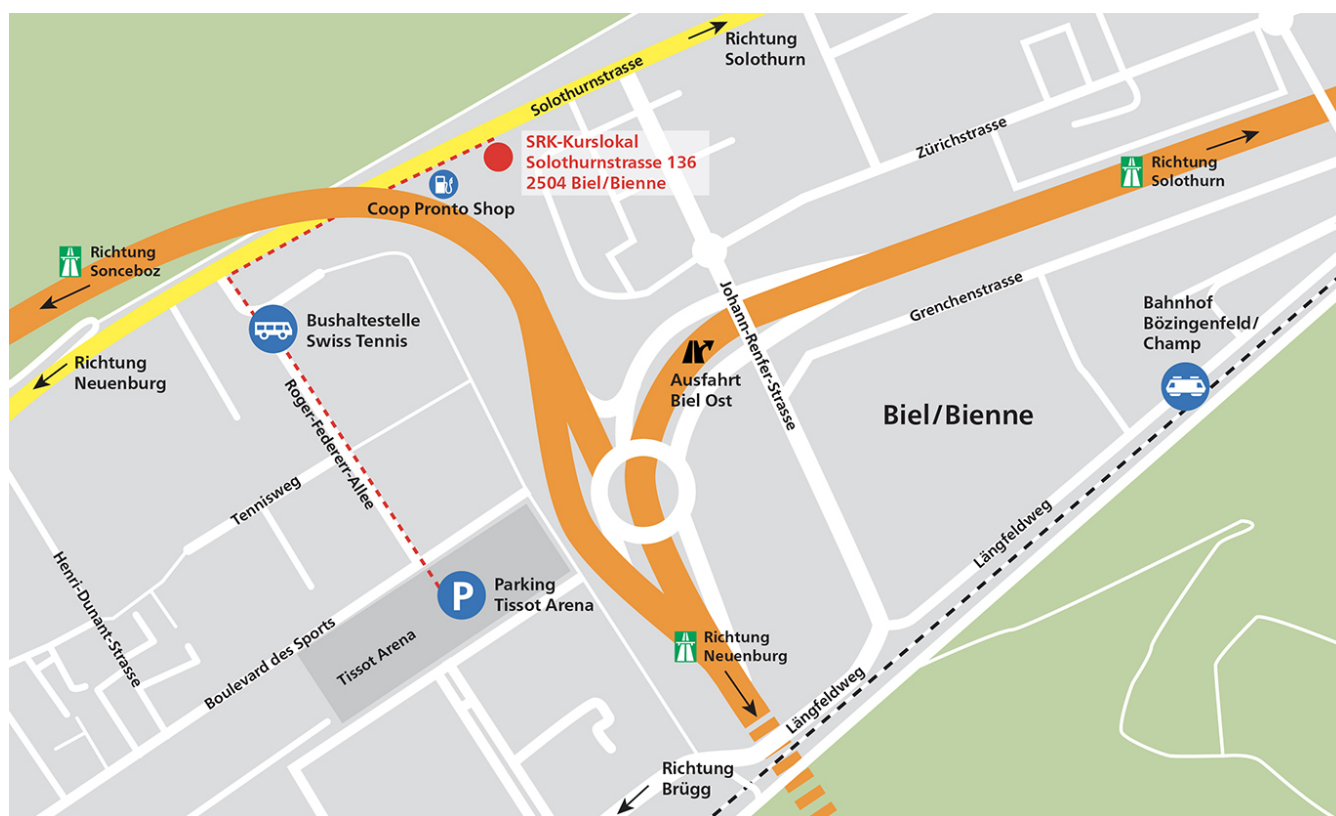 Richtung
Solothurn
Solothurnstrasse
SRK-Kurslokal
Solothurnstrasse 136
2504 Biel/Bienne
Zürichstrasse
Richtung
Solothurn
Coop Pronto Shop
Richtung
Sonceboz
Bushaltestelle
Swiss Tennis
Richtung
Neuenburg
Johann-Renfer-Strasse
Grenchenstrasse
Bahnhof
Bözingenfeld/
Champ
Ausfahrt
Biel Ost
Biel/Bienne
Roger-Federerr-Allee
Tennisweg
Henri-Dunant-Strasse
Längfeldweg
P
Parking
Tissot Arena
Boulevard des Sports
Tissot Arena
Richtung
Neuenburg
Längfeldweg
Richtung
Brügg